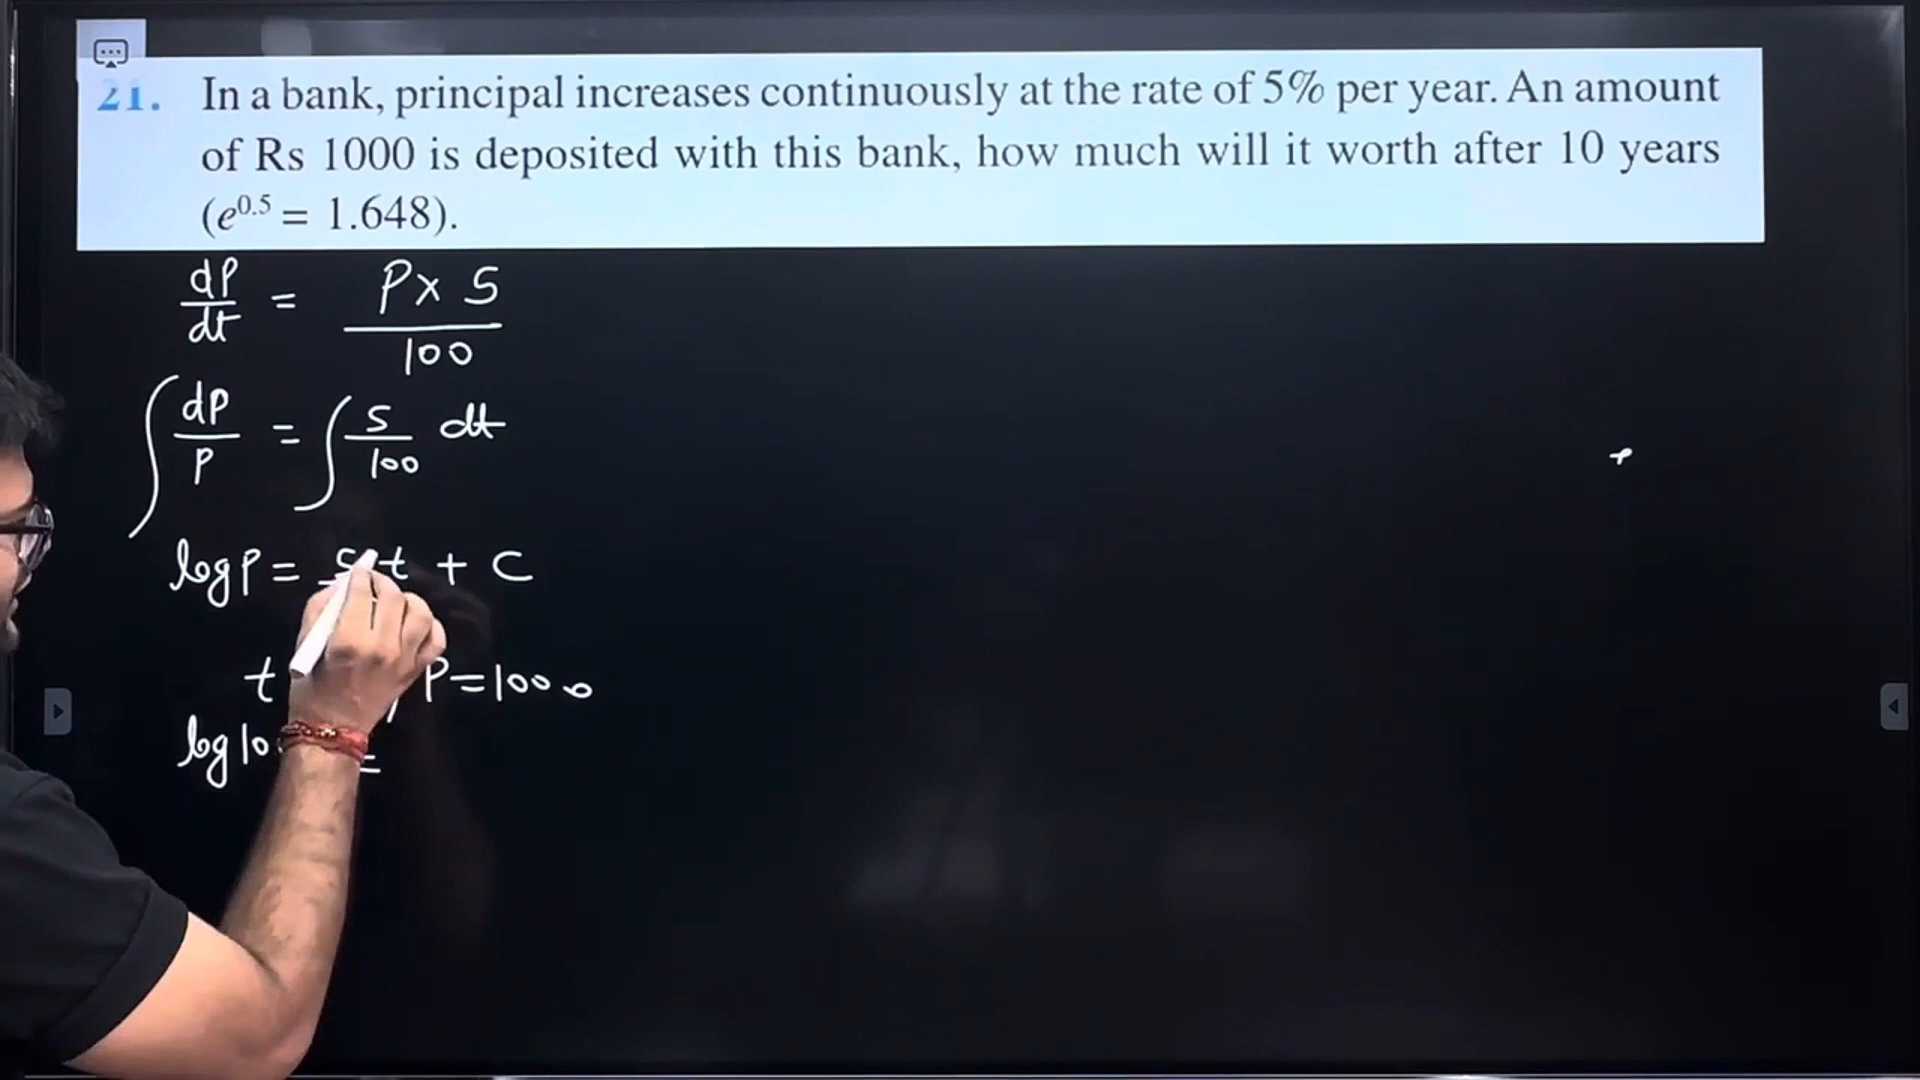 21. In a bank, principal increases continuously at the rate of 5% per year. An amount
of Rs 1000 is deposited with this bank, how much will it worth after 10 years
(e^0.5 = 1.648).
dP/dt = P × 5/100
∫ dP/P = ∫ 5/100 dt
log P = 5 t + C
t , P = 1000
log 10 =